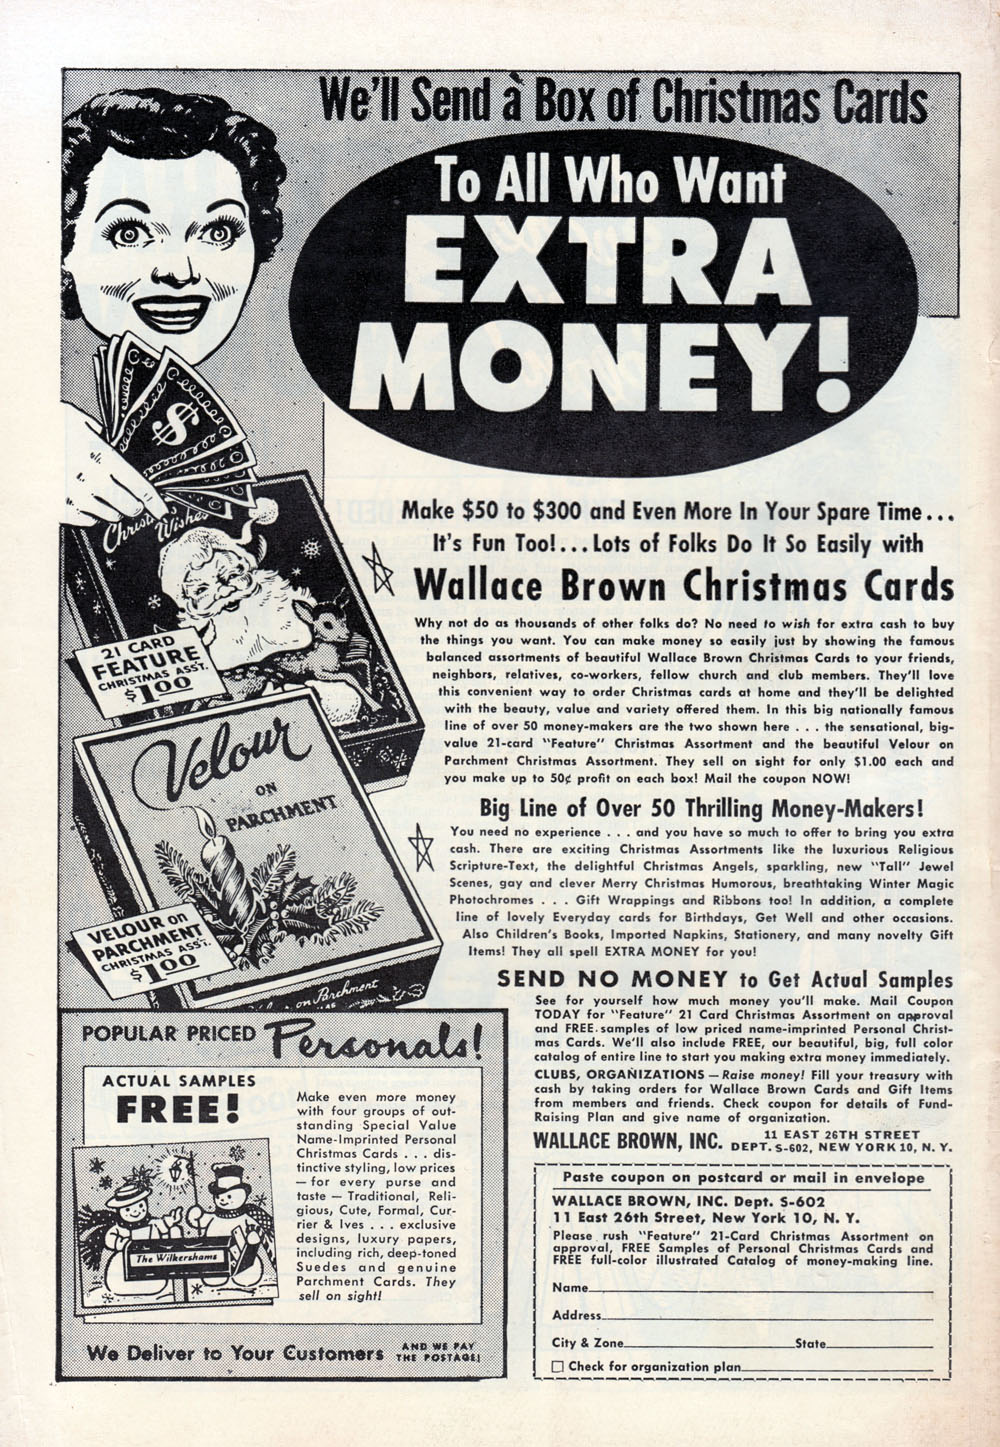 We'll Send a Box of Christmas Cards
To All Who Want
EXTRA
MONEY!
$
Christmas
Wishes
21 CARD
FEATURE
CHRISTMAS ASS'T.
$1.00
Velour
ON
PARCHMENT
VELOUR on
PARCHMENT
CHRISTMAS ASS'T.
$1.00
Velour on Parchment
Make $50 to $300 and Even More In Your Spare Time...
It's Fun Too!...Lots of Folks Do It So Easily with
Wallace Brown Christmas Cards
Why not do as thousands of other folks do? No need to wish for extra cash to buy
the things you want. You can make money so easily just by showing the famous
balanced assortments of beautiful Wallace Brown Christmas Cards to your friends,
neighbors, relatives, co-workers, fellow church and club members. They'll love
this convenient way to order Christmas cards at home and they'll be delighted
with the beauty, value and variety offered them. In this big nationally famous
line of over 50 money-makers are the two shown here . . . the sensational, big-
value 21-card "Feature" Christmas Assortment and the beautiful Velour on
Parchment Christmas Assortment. They sell on sight for only $1.00 each and
you make up to 50¢ profit on each box! Mail the coupon NOW!
Big Line of Over 50 Thrilling Money-Makers!
You need no experience . . . and you have so much to offer to bring you extra
cash. There are exciting Christmas Assortments like the luxurious Religious
Scripture-Text, the delightful Christmas Angels, sparkling, new "Tall" Jewel
Scenes, gay and clever Merry Christmas Humorous, breathtaking Winter Magic
Photochromes . . . Gift Wrappings and Ribbons too! In addition, a complete
line of lovely Everyday cards for Birthdays, Get Well and other occasions.
Also Children's Books, Imported Napkins, Stationery, and many novelty Gift
Items! They all spell EXTRA MONEY for you!
SEND NO MONEY to Get Actual Samples
See for yourself how much money you'll make. Mail Coupon
TODAY for "Feature" 21 Card Christmas Assortment on approval
and FREE samples of low priced name-imprinted Personal Christ-
mas Cards. We'll also include FREE, our beautiful, big, full color
catalog of entire line to start you making extra money immediately.
CLUBS, ORGANIZATIONS — Raise money! Fill your treasury with
cash by taking orders for Wallace Brown Cards and Gift Items
from members and friends. Check coupon for details of Fund-
Raising Plan and give name of organization.
WALLACE BROWN, INC. 11 EAST 26TH STREET
DEPT. S-602, NEW YORK 10, N. Y.
POPULAR PRICED Personals!
ACTUAL SAMPLES
FREE!
The Wilkershams
Make even more money
with four groups of out-
standing Special Value
Name-Imprinted Personal
Christmas Cards . . . dis-
tinctive styling, low prices
— for every purse and
taste — Traditional, Reli-
gious, Cute, Formal, Cur-
rier & Ives . . . exclusive
designs, luxury papers,
including rich, deep-toned
Suedes and genuine
Parchment Cards. They
sell on sight!
We Deliver to Your Customers AND WE PAY
THE POSTAGE!
Paste coupon on postcard or mail in envelope
WALLACE BROWN, INC. Dept. S-602
11 East 26th Street, New York 10, N. Y.
Please rush "Feature" 21-Card Christmas Assortment on
approval, FREE Samples of Personal Christmas Cards and
FREE full-color illustrated Catalog of money-making line.
Name
Address
City & Zone State
Check for organization plan